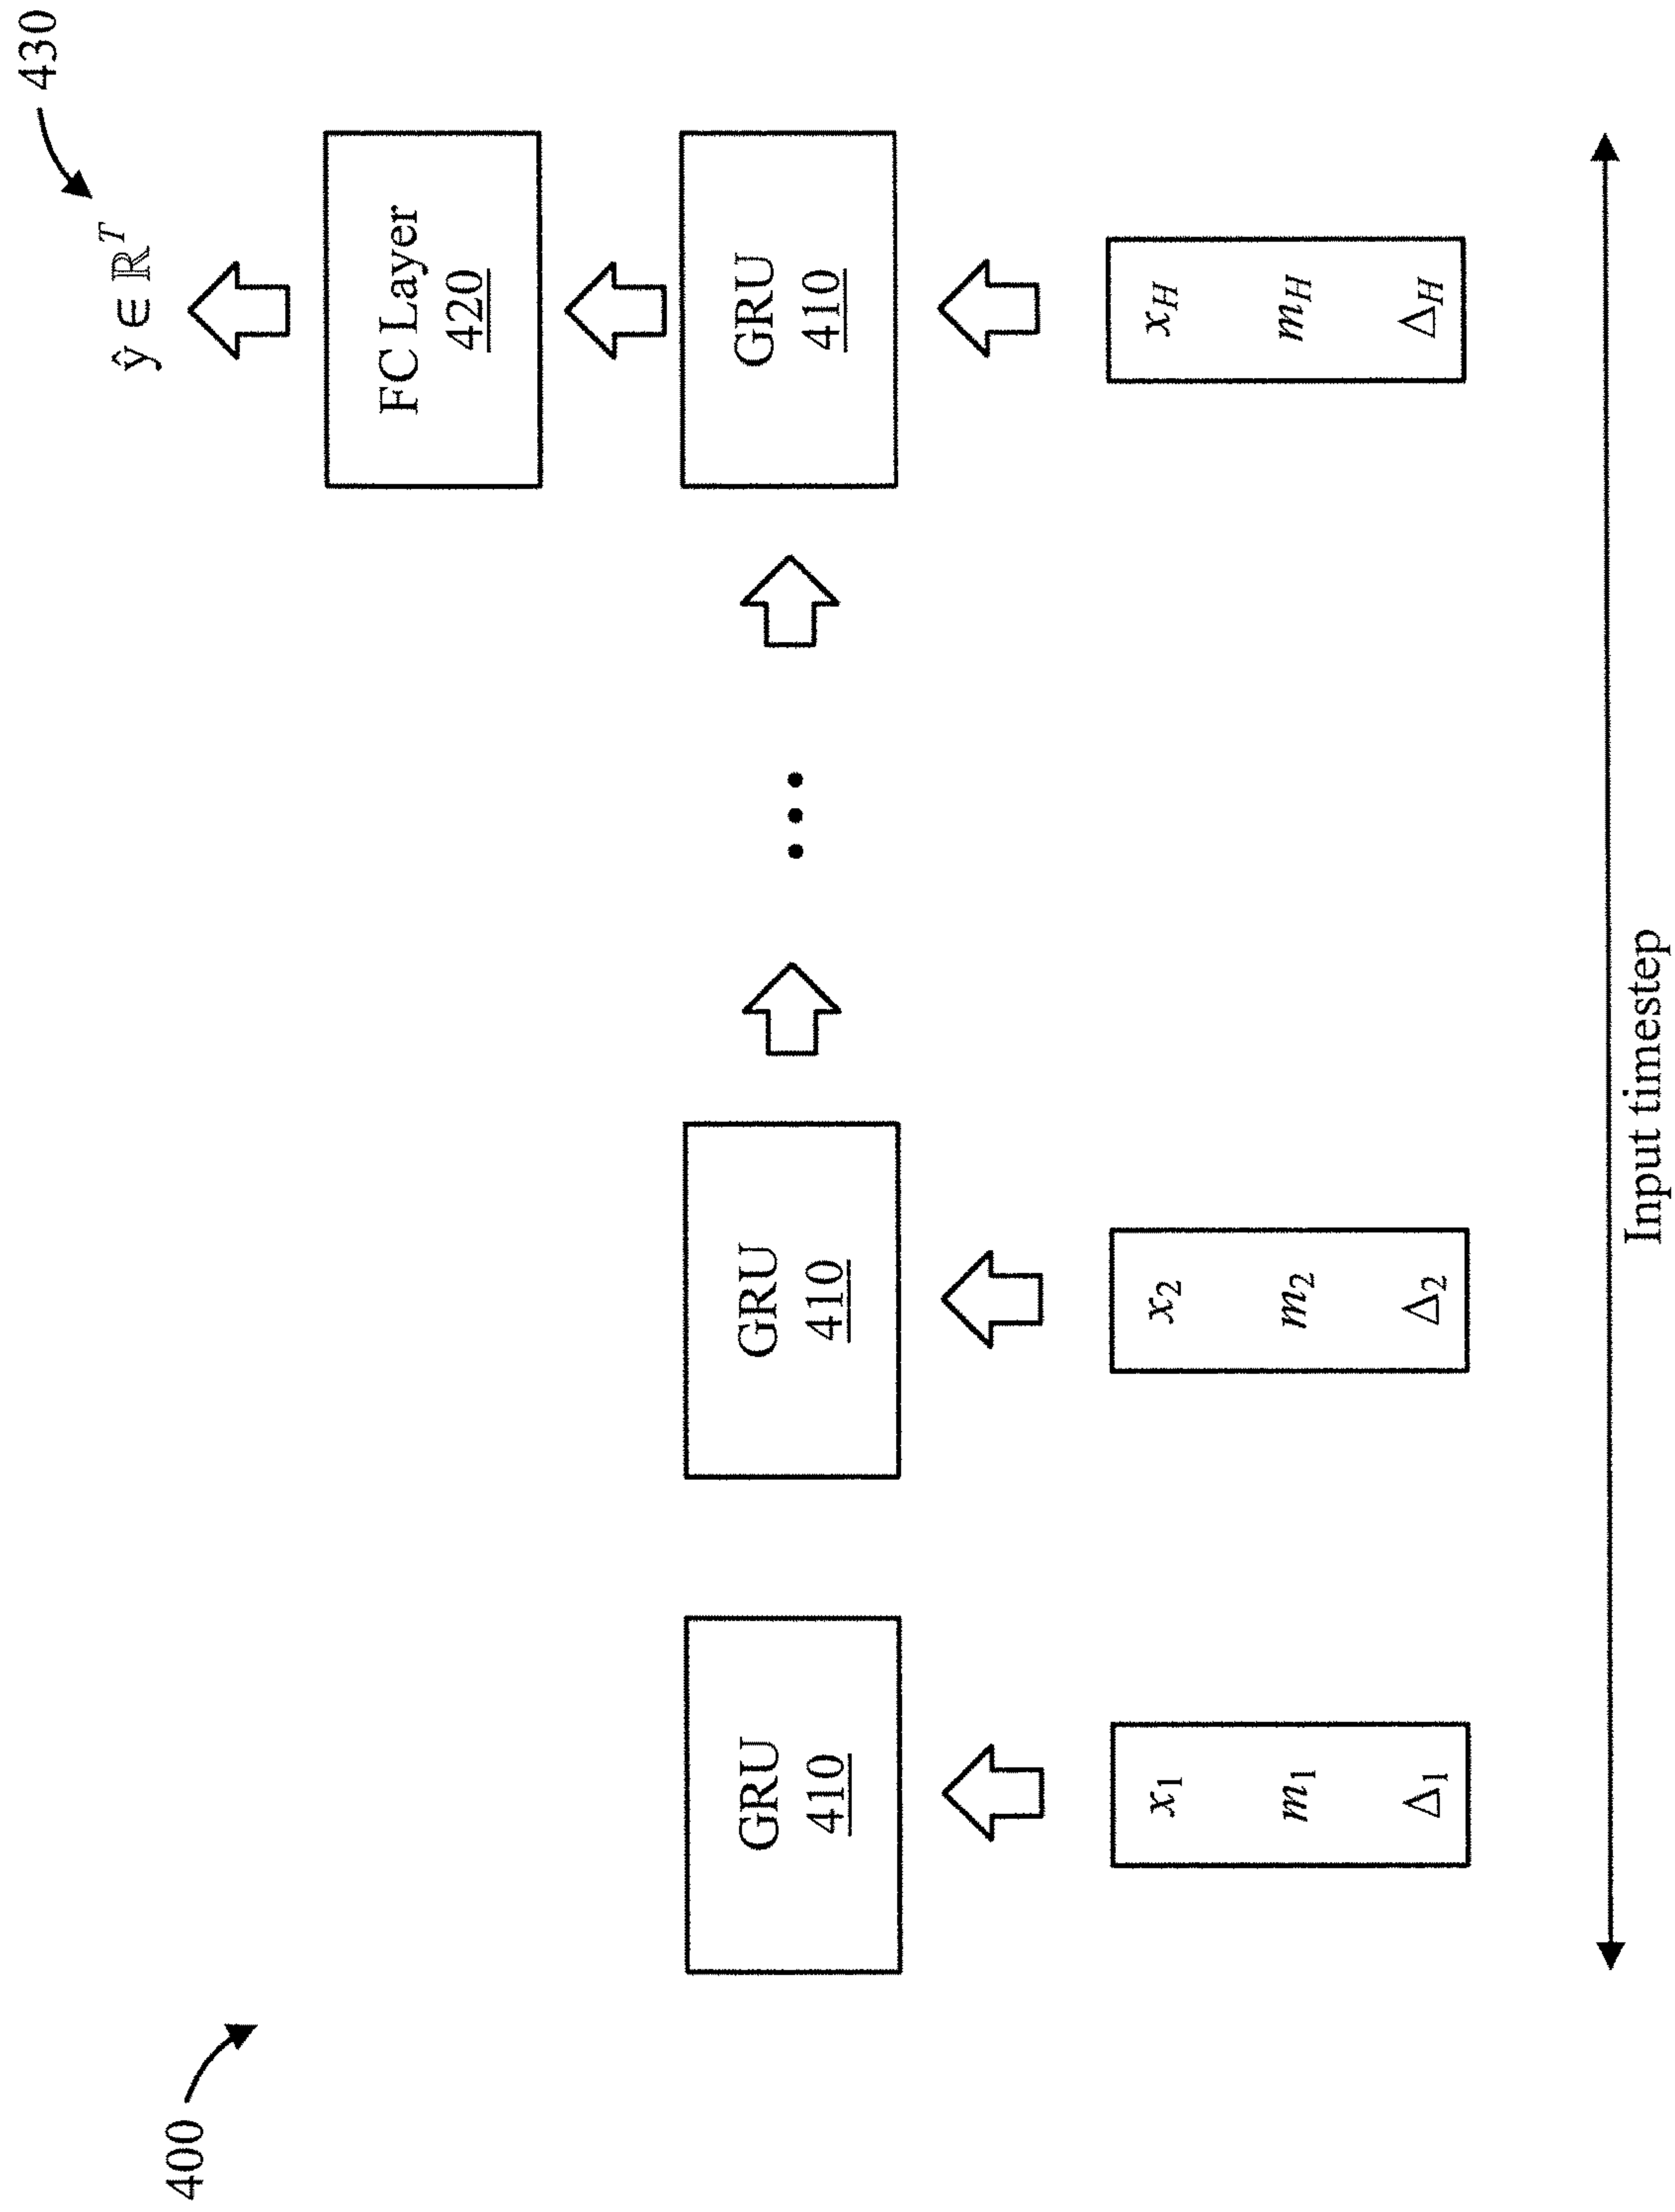 430
ŷ ∈ ℝ^T
FC Layer
420
GRU
410
GRU
410
GRU
410
x_1
m_1
Δ_1
x_2
m_2
Δ_2
x_H
m_H
Δ_H
Input timestep
400